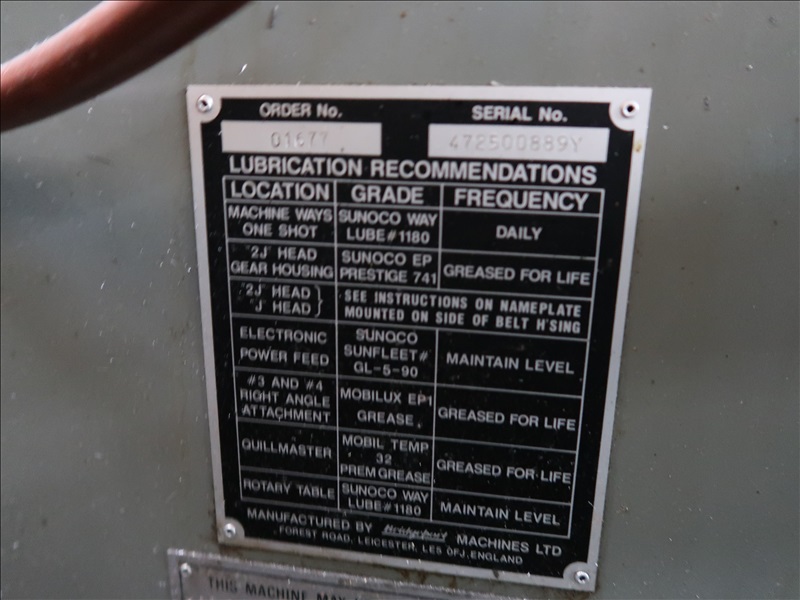 ORDER No. SERIAL No.
01677 472500889Y
LUBRICATION RECOMMENDATIONS
LOCATION GRADE FREQUENCY
MACHINE WAYS SUNOCO WAY
ONE SHOT LUBE#1180 DAILY
"2J" HEAD SUNOCO EP
GEAR HOUSING PRESTIGE 741 GREASED FOR LIFE
"2J" HEAD SEE INSTRUCTIONS ON NAMEPLATE
"J" HEAD MOUNTED ON SIDE OF BELT H'SING
ELECTRONIC SUNOCO
POWER FEED SUNFLEET# MAINTAIN LEVEL
GL-5-90
#3 AND #4
RIGHT ANGLE MOBILUX EP1
ATTACHMENT GREASE GREASED FOR LIFE
MOBIL TEMP
QUILLMASTER 32 GREASED FOR LIFE
PREM GREASE
ROTARY TABLE SUNOCO WAY MAINTAIN LEVEL
LUBE#1180
MANUFACTURED BY Bridgeport MACHINES LTD
FOREST ROAD, LEICESTER, LE5 0FJ, ENGLAND
THIS MACHINE MAY